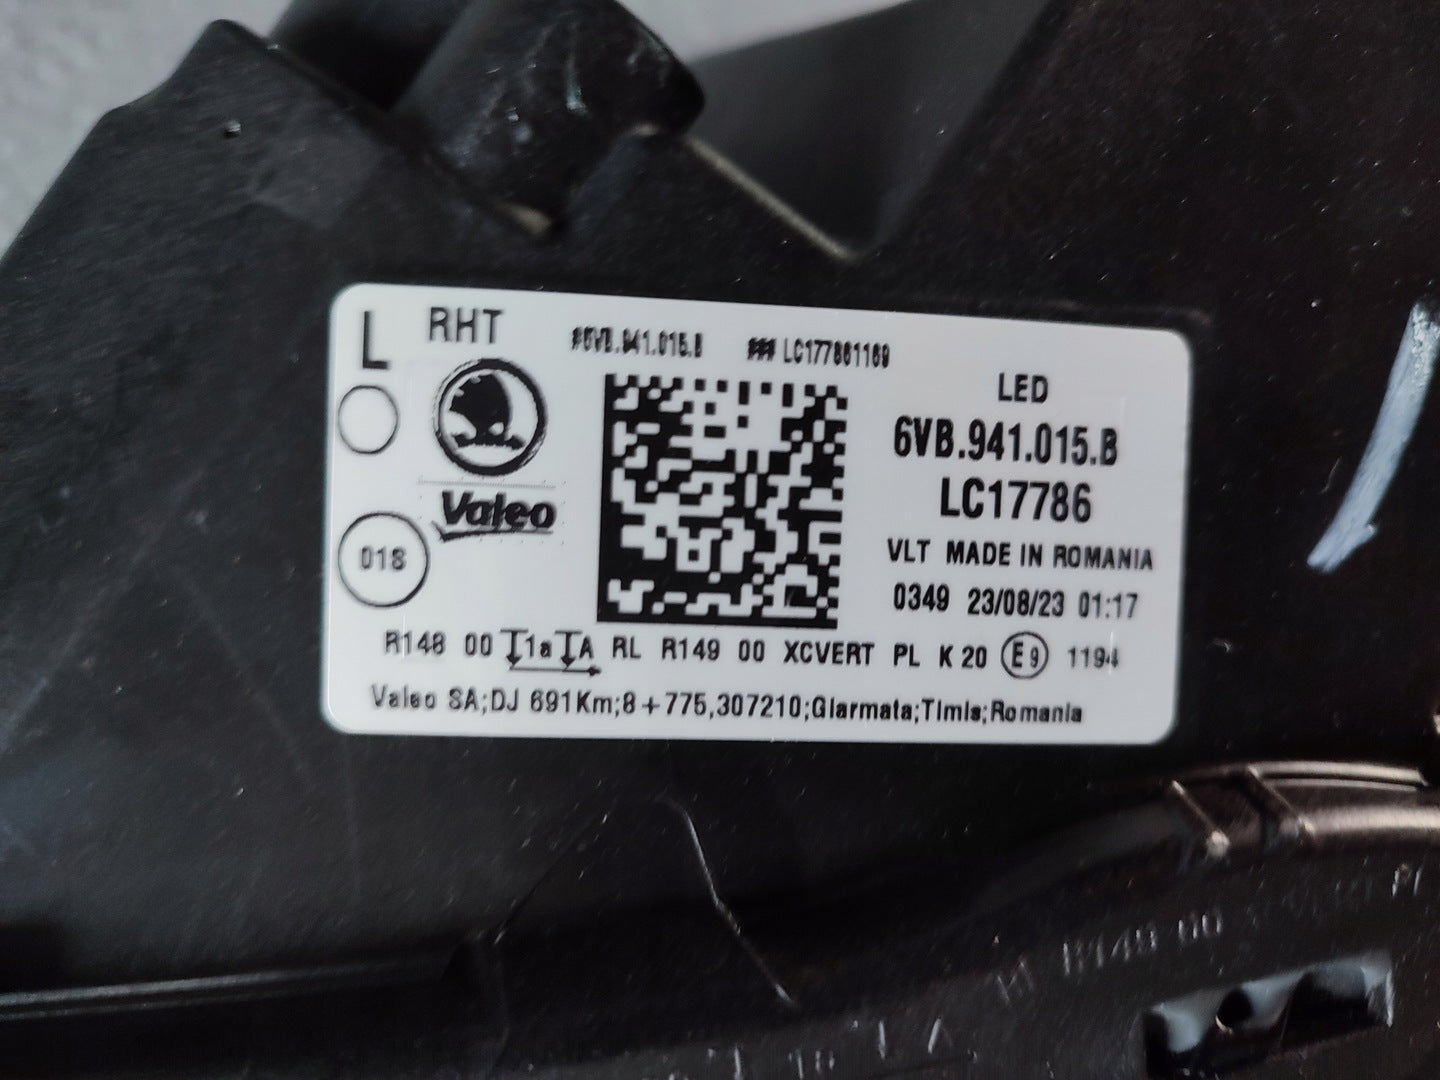 L RHT
#6VB.941.015.B ### LC177861169
LED
6VB.941.015.B
LC17786
Valeo
VLT MADE IN ROMANIA
018
0349 23/08/23 01:17
R148 00 1a A RL R149 00 XCVERT PL K 20 E9 1194
Valeo SA;DJ 691Km;8+775,307210;Giarmata;Timis;Romania
R149 00